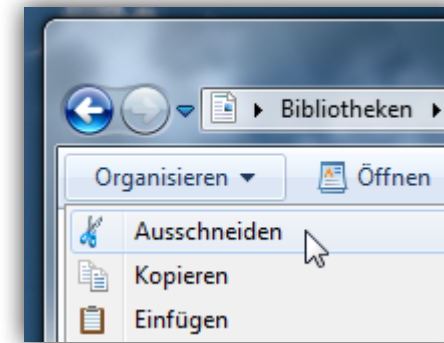 Bibliotheken
Organisieren Öffnen
Ausschneiden
Kopieren
Einfügen